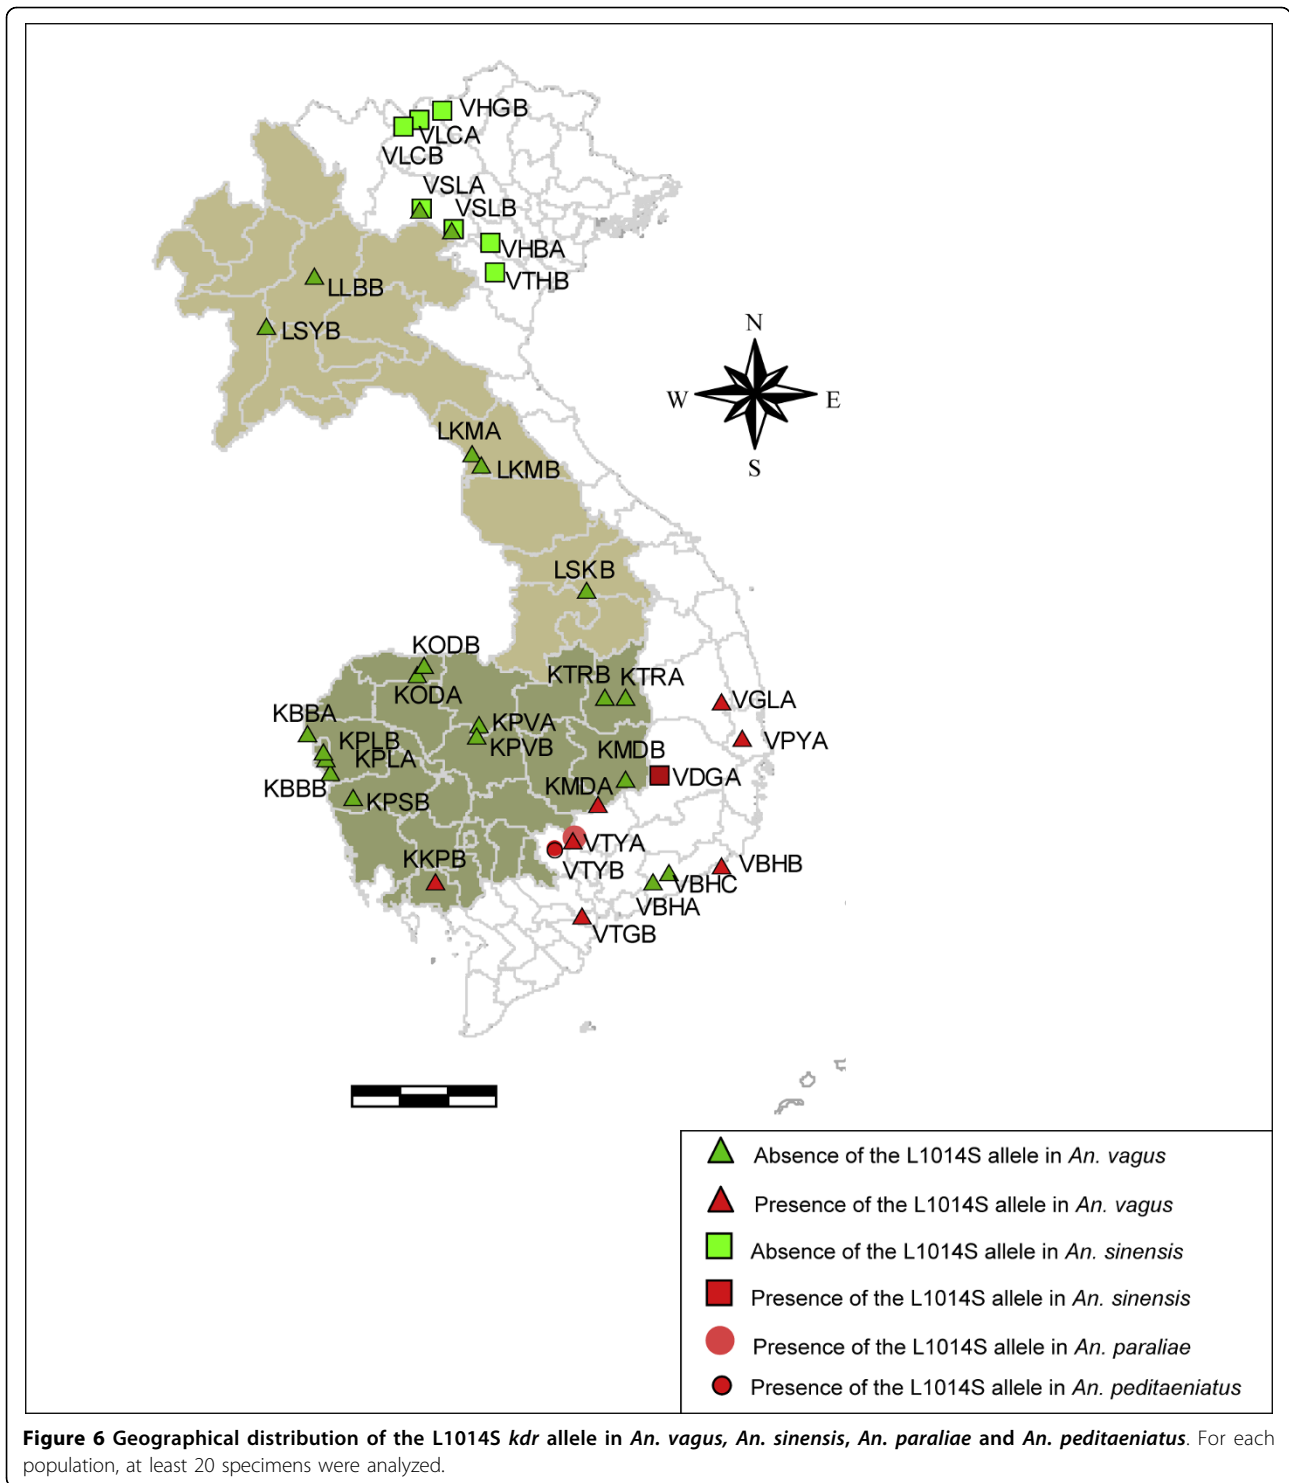 VHGB
VLCA
VLCB
VSLA
VSLB
VHBA
VTHB
LLBB
LSYB
N
W E
S
LKMA
LKMB
LSKB
KODB
KODA
KTRB KTRA
VGLA
KBBA
KPVA
KPLB
KPVB
KMDB
VPYA
KPLA
KBBB
KMDA
VDGA
KPSB
VTYA
KKPB
VTYB
VBHB
VBHC
VBHA
VTGB
Absence of the L1014S allele in An. vagus
Presence of the L1014S allele in An. vagus
Absence of the L1014S allele in An. sinensis
Presence of the L1014S allele in An. sinensis
Presence of the L1014S allele in An. paraliae
Presence of the L1014S allele in An. peditaeniatus
Figure 6 Geographical distribution of the L1014S kdr allele in An. vagus, An. sinensis, An. paraliae and An. peditaeniatus. For each
population, at least 20 specimens were analyzed.